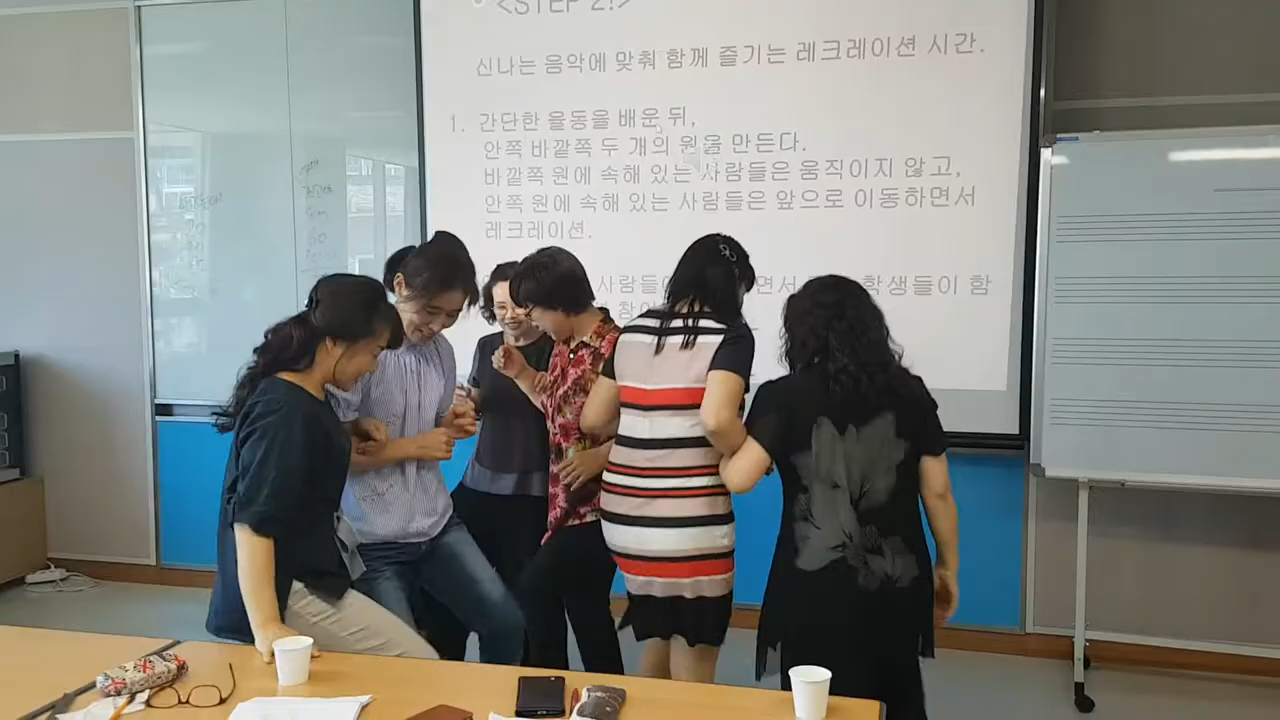 <STEP 2!>
신나는 음악에 맞춰 함께 즐기는 레크레이션 시간.
1. 간단한 율동을 배운 뒤,
안쪽 바깥쪽 두 개의 원을 만든다.
바깥쪽 원에 속해 있는 사람들은 움직이지 않고,
안쪽 원에 속해 있는 사람들은 앞으로 이동하면서
레크레이션.
사람들 면서 학생들이 함